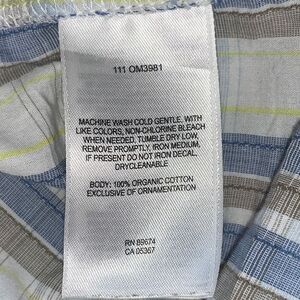 111 OM3981
MACHINE WASH COLD GENTLE, WITH
LIKE COLORS, NON-CHLORINE BLEACH
WHEN NEEDED, TUMBLE DRY LOW,
REMOVE PROMPTLY, IRON MEDIUM,
IF PRESENT DO NOT IRON DECAL,
DRYCLEANABLE
BODY: 100% ORGANIC COTTON
EXCLUSIVE OF ORNAMENTATION
RN 89674
CA 05367